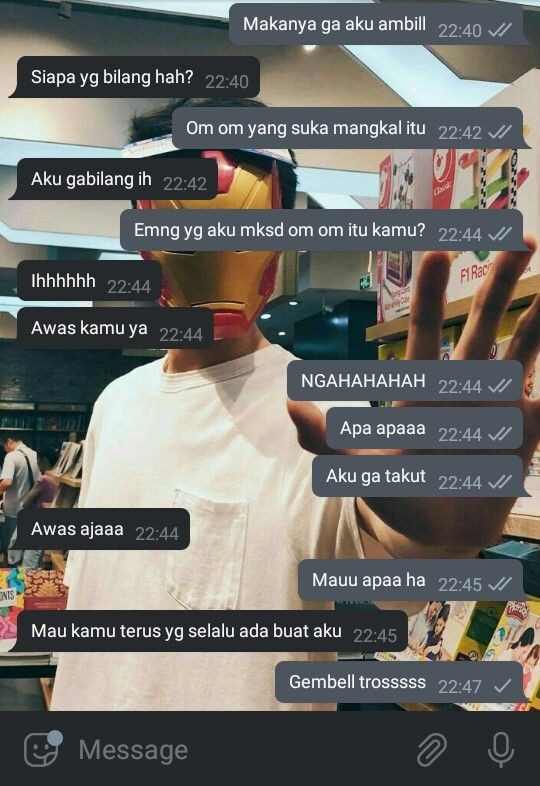 Makanya ga aku ambill 22:40
Siapa yg bilang hah? 22:40
Om om yang suka mangkal itu 22:42
Aku gabilang ih 22:42
Emng yg aku mksd om om itu kamu? 22:44
Ihhhhhh 22:44
Awas kamu ya 22:44
NGAHAHAHAH 22:44
Apa apaaa 22:44
Aku ga takut 22:44
Awas ajaaa 22:44
Mauu apaa ha 22:45
Mau kamu terus yg selalu ada buat aku 22:45
Gembell trosssss 22:47
Message
Classic